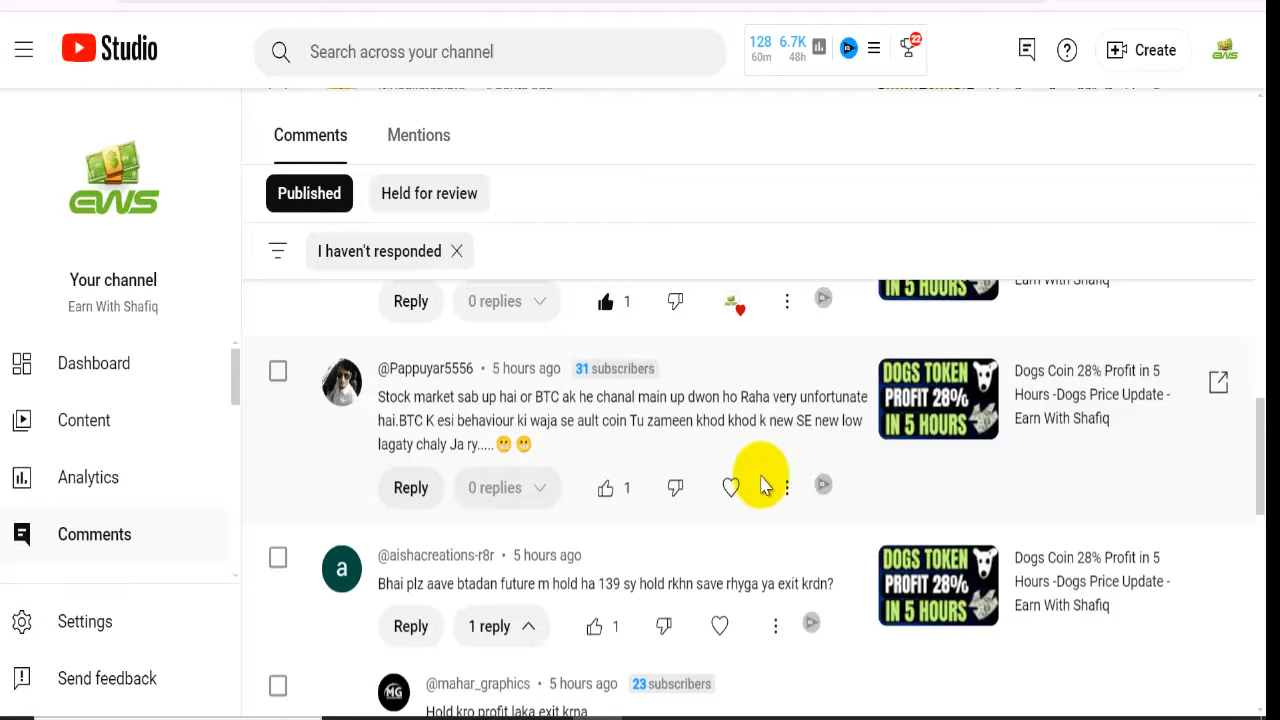 Studio
Search across your channel
128 6.7K
60m 48h
22
Create
EWS
Your channel
Earn With Shafiq
Dashboard
Content
Analytics
Comments
Settings
Send feedback
Comments Mentions
Published Held for review
I haven't responded
Reply 0 replies 1
IN 5 HOURS
Earn With Shafiq
@Pappuyar5556 • 5 hours ago 31 subscribers
Stock market sab up hai or BTC ak he chanal main up dwon ho Raha very unfortunate
hai.BTC K esi behaviour ki waja se ault coin Tu zameen khod khod k new SE new low
lagaty chaly Ja ry.....😬😬
Reply 0 replies 1
DOGS TOKEN
PROFIT 28%
IN 5 HOURS
Dogs Coin 28% Profit in 5
Hours -Dogs Price Update -
Earn With Shafiq
a
@aishacreations-r8r • 5 hours ago
Bhai plz aave btadan future m hold ha 139 sy hold rkhn save rhyga ya exit krdn?
Reply 1 reply 1
DOGS TOKEN
PROFIT 28%
IN 5 HOURS
Dogs Coin 28% Profit in 5
Hours -Dogs Price Update -
Earn With Shafiq
MG
@mahar_graphics • 5 hours ago 23 subscribers
Hold kro profit laka exit krna